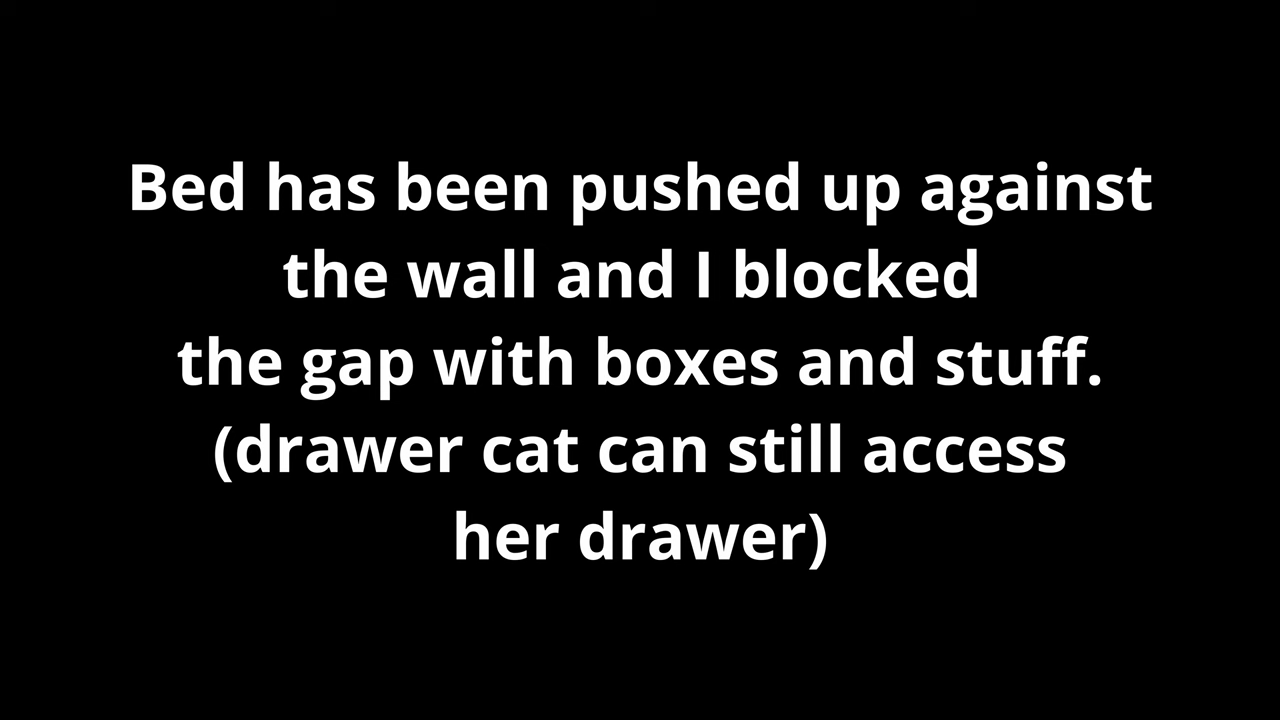 Bed has been pushed up against
the wall and I blocked
the gap with boxes and stuff.
(drawer cat can still access
her drawer)